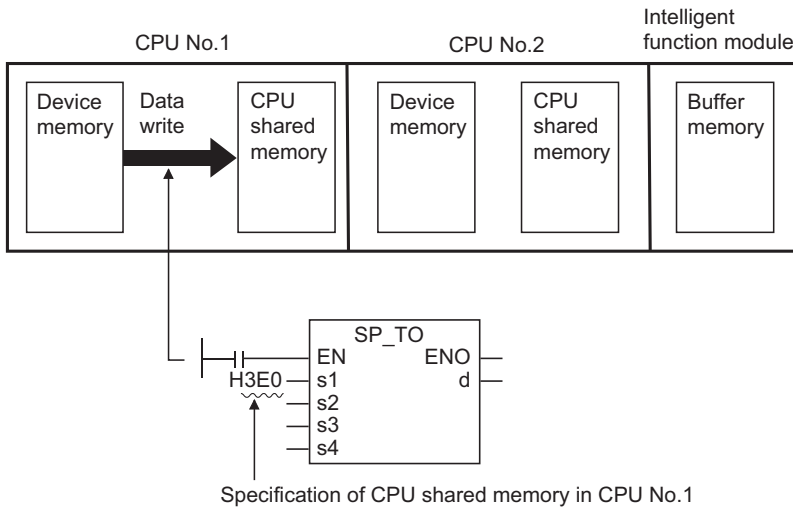 Intelligent
function module
CPU No.1
CPU No.2
Device
memory
Data
write
CPU
shared
memory
Device
memory
CPU
shared
memory
Buffer
memory
SP_TO
EN
ENO
H3E0
s1
d
s2
s3
s4
Specification of CPU shared memory in CPU No.1